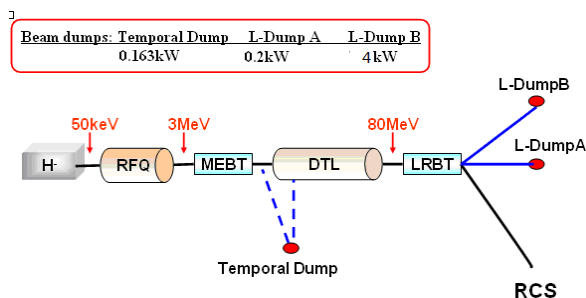 Beam dumps: Temporal Dump L-Dump A L-Dump B
0.163kW 0.2kW 4kW
L-DumpB
50keV 3MeV 80MeV
L-DumpA
H- RFQ MEBT DTL LRBT
Temporal Dump
RCS